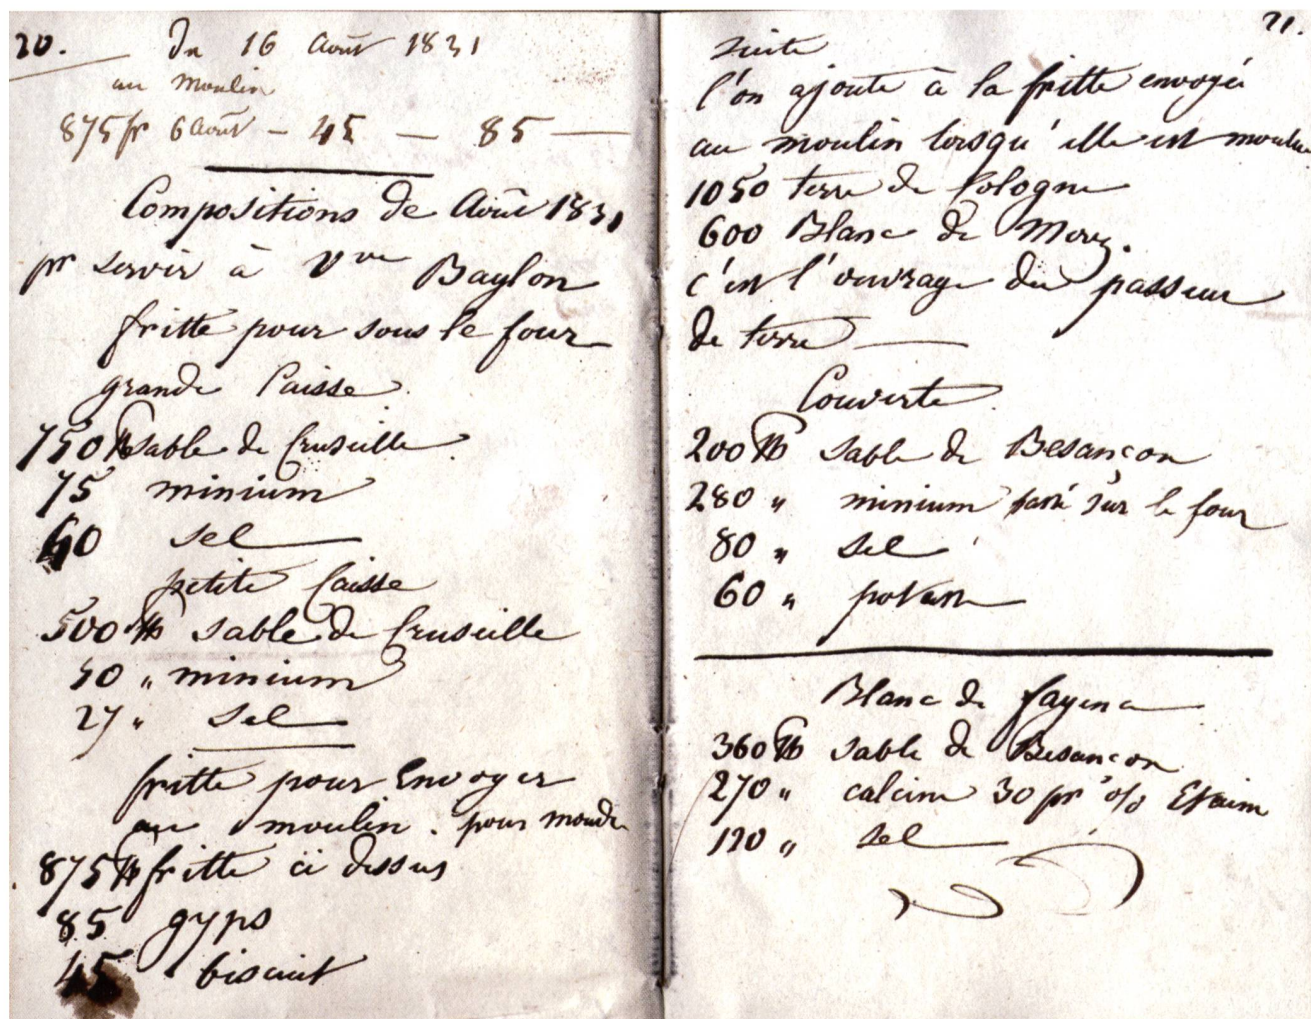 20.
Du 16 Août 1831
au Moulin
875 fr 6 août — 45 — 85 —
Compositions de Août 1831
pr servir à Vve Baylon
fritte pour sous le four
grande Caisse
750 ℔ sable de Cruseille
75 minium
60 sel
petite Caisse
500 ℔ sable de Cruseille
50 " minium
27 " Sel
fritte pour Envoyer
au moulin. pour moudre
875 ℔ fritte ci dessus
85 gyps
45 biscuit
21.
Suite
l'on ajoute à la fritte envoyée
au moulin lorsqu'elle est moulue
1050 terre de Cologne
600 Blanc de Morez.
c'est l'ouvrage du passeur
de terre —
Couverte
200 ℔ sable de Besançon
280 " minium passé sur le four
80 " Sel
60 " potasse
Blanc de fayence
360 ℔ sable de Besançon
270 " calcine 30 pr % Etaim
120 " Sel